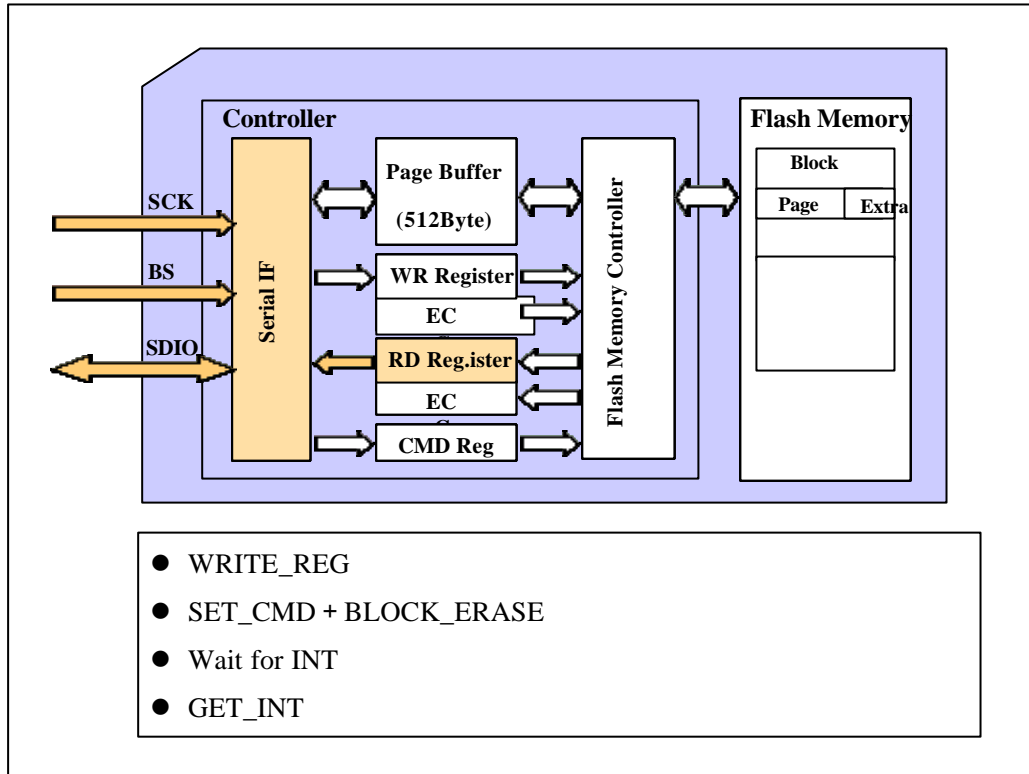 Controller
Flash Memory
Block
Page
Extra
SCK
BS
SDIO
Serial IF
Page Buffer
(512Byte)
WR Register
EC
RD Reg.ister
EC
CMD Reg
Flash Memory Controller
● WRITE_REG
● SET_CMD + BLOCK_ERASE
● Wait for INT
● GET_INT